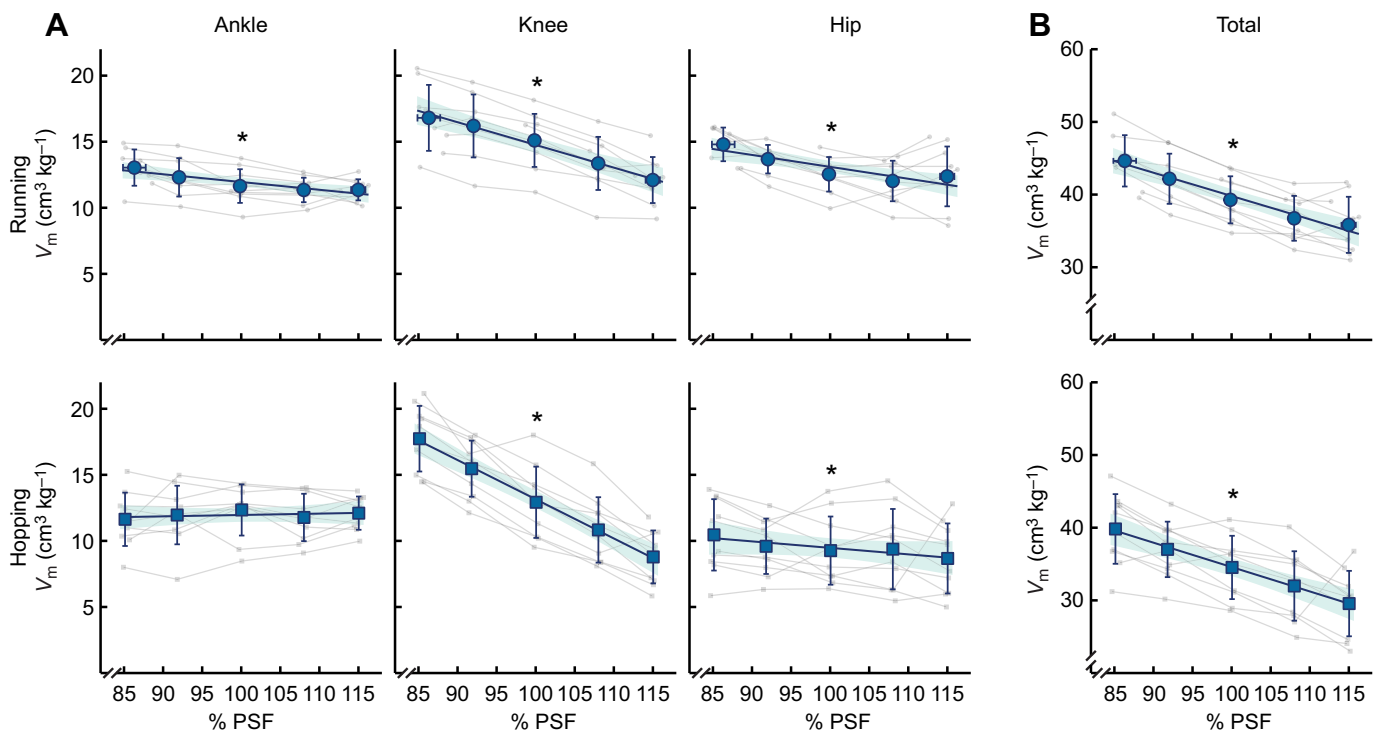 A
Ankle
Knee
Hip
B
Total
Running
Vm (cm³ kg⁻¹)
20
15
10
5
*
*
*
Vm (cm³ kg⁻¹)
60
50
40
30
*
Hopping
Vm (cm³ kg⁻¹)
20
15
10
5
*
*
Vm (cm³ kg⁻¹)
60
50
40
30
*
85 90 95 100 105 110 115
85 90 95 100 105 110 115
85 90 95 100 105 110 115
85 90 95 100 105 110 115
% PSF
% PSF
% PSF
% PSF